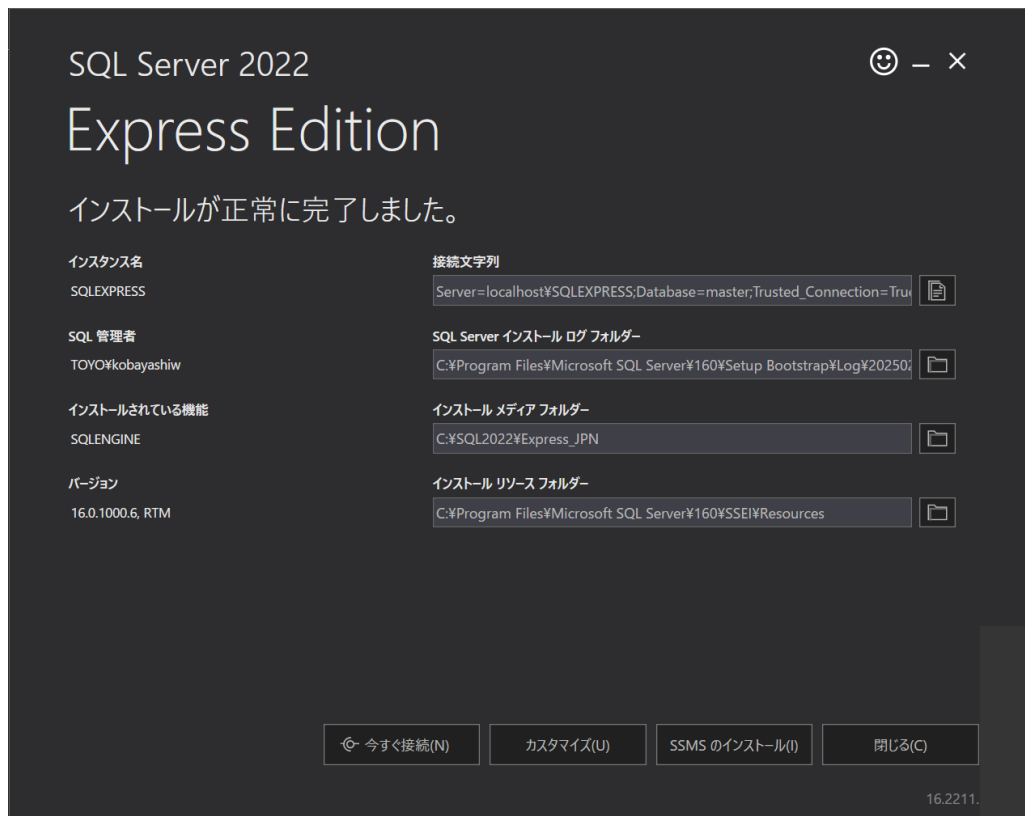 SQL Server 2022
Express Edition
インストールが正常に完了しました。
インスタンス名
SQLEXPRESS
接続文字列
Server=localhost¥SQLEXPRESS;Database=master;Trusted_Connection=True
SQL 管理者
TOYO¥kobayashiw
SQL Server インストール ログ フォルダー
C:¥Program Files¥Microsoft SQL Server¥160¥Setup Bootstrap¥Log¥202502
インストールされている機能
SQLENGINE
インストール メディア フォルダー
C:¥SQL2022¥Express_JPN
バージョン
16.0.1000.6, RTM
インストール リソース フォルダー
C:¥Program Files¥Microsoft SQL Server¥160¥SSEI¥Resources
今すぐ接続(N)
カスタマイズ(U)
SSMS のインストール(I)
閉じる(C)
16.2211.